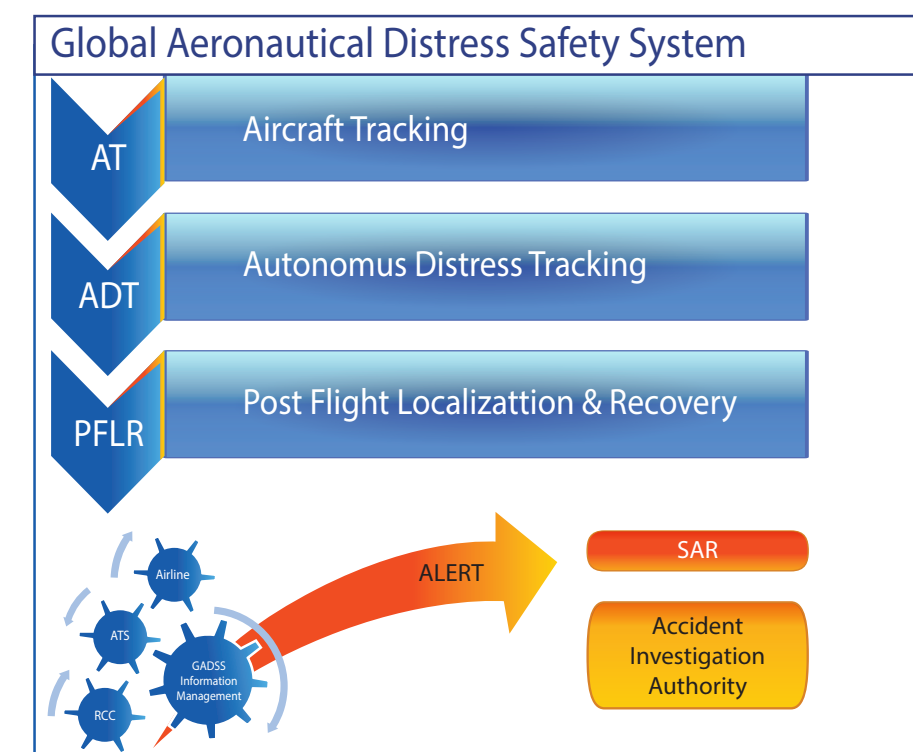 Global Aeronautical Distress Safety System
AT
Aircraft Tracking
ADT
Autonomus Distress Tracking
PFLR
Post Flight Localizattion & Recovery
Airline
ATS
RCC
GADSS
Information
Management
ALERT
SAR
Accident
Investigation
Authority